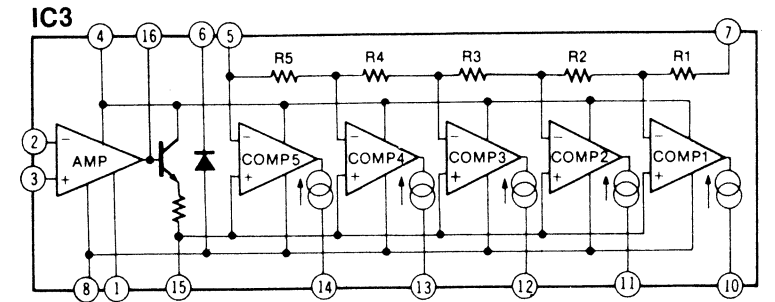 IC3
4 16 6 5 7
R5 R4 R3 R2 R1
2 − − − − − −
AMP COMP5 COMP4 COMP3 COMP2 COMP1
3 + + + + + +
8 1 15 14 13 12 11 10